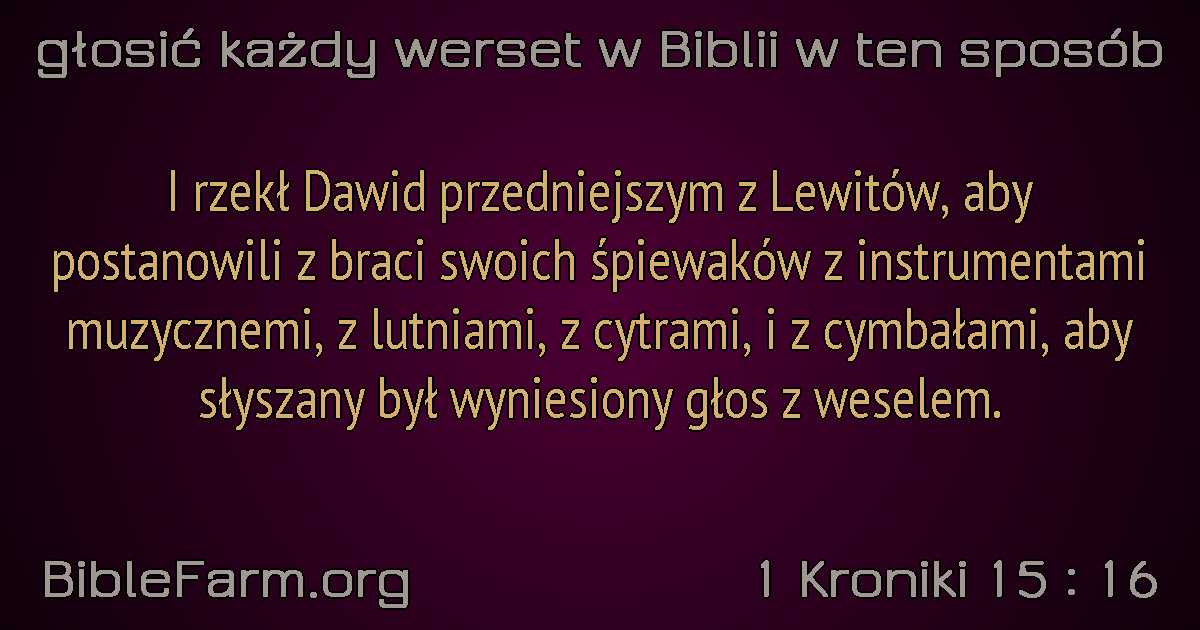 głosić każdy werset w Biblii w ten sposób
I rzekł Dawid przedniejszym z Lewitów, aby
postanowili z braci swoich śpiewaków z instrumentami
muzycznemi, z lutniami, z cytrami, i z cymbałami, aby
słyszany był wyniesiony głos z weselem.
BibleFarm.org
1 Kroniki 15 : 16